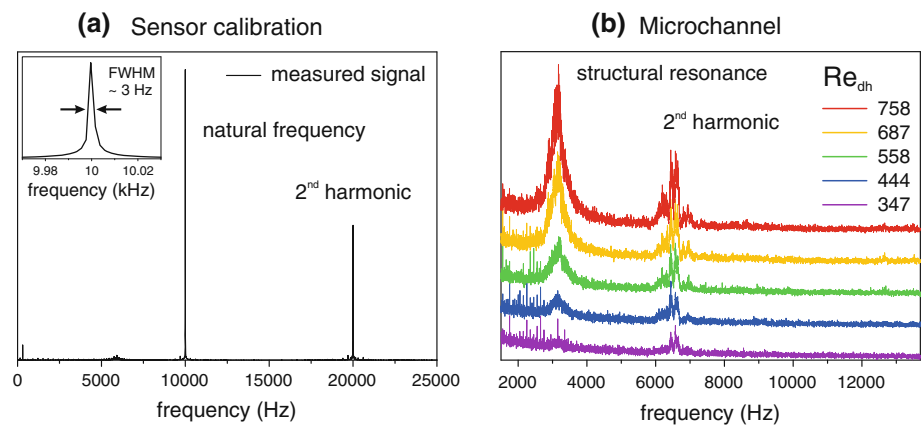 (a) Sensor calibration
FWHM
~ 3 Hz
9.98 10 10.02
frequency (kHz)
measured signal
natural frequency
2nd harmonic
0 5000 10000 15000 20000 25000
frequency (Hz)
(b) Microchannel
structural resonance
2nd harmonic
Re_dh
758
687
558
444
347
2000 4000 6000 8000 10000 12000
frequency (Hz)